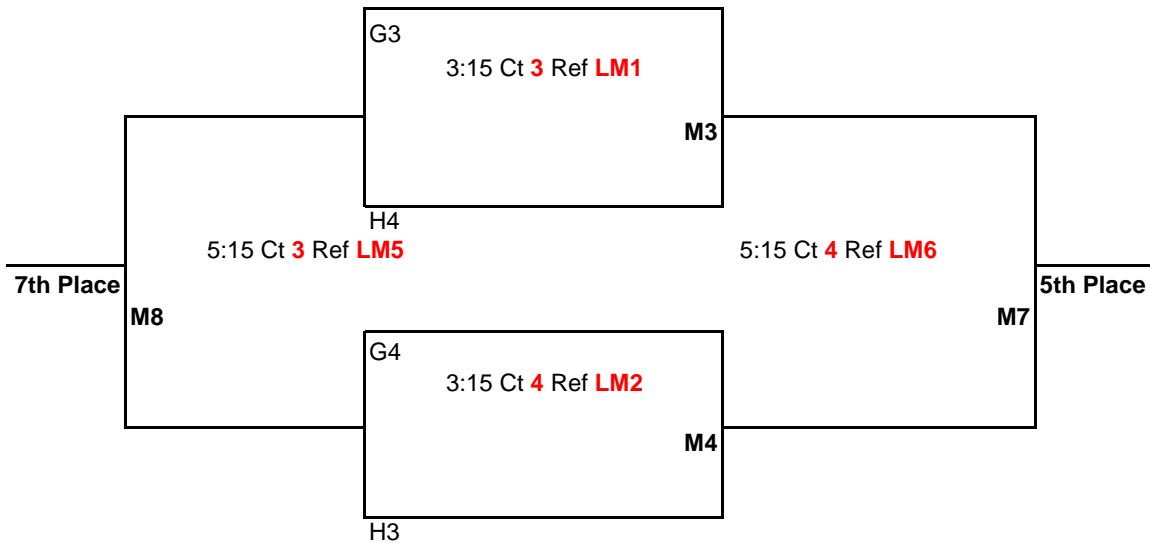 G3
3:15 Ct 3 Ref LM1
M3
H4
5:15 Ct 3 Ref LM5
5:15 Ct 4 Ref LM6
7th Place
5th Place
M8
M7
G4
3:15 Ct 4 Ref LM2
M4
H3